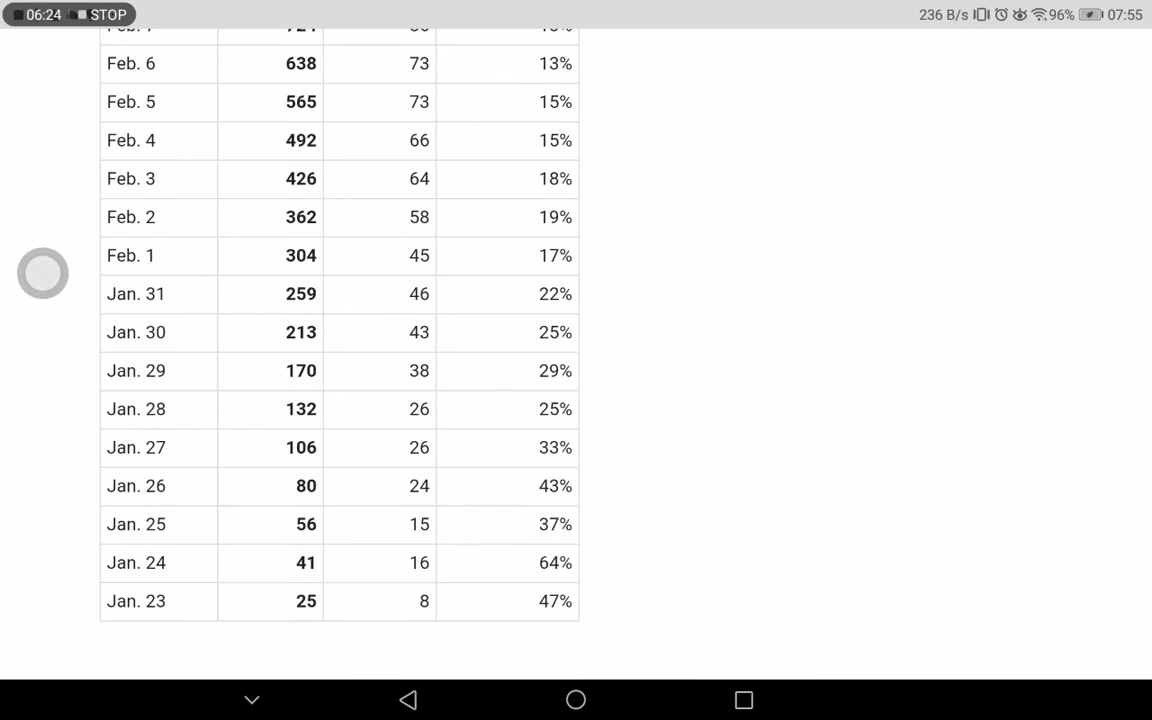 06:24 STOP 236 B/s 96% 07:55
Feb. 6 638 73 13%
Feb. 5 565 73 15%
Feb. 4 492 66 15%
Feb. 3 426 64 18%
Feb. 2 362 58 19%
Feb. 1 304 45 17%
Jan. 31 259 46 22%
Jan. 30 213 43 25%
Jan. 29 170 38 29%
Jan. 28 132 26 25%
Jan. 27 106 26 33%
Jan. 26 80 24 43%
Jan. 25 56 15 37%
Jan. 24 41 16 64%
Jan. 23 25 8 47%